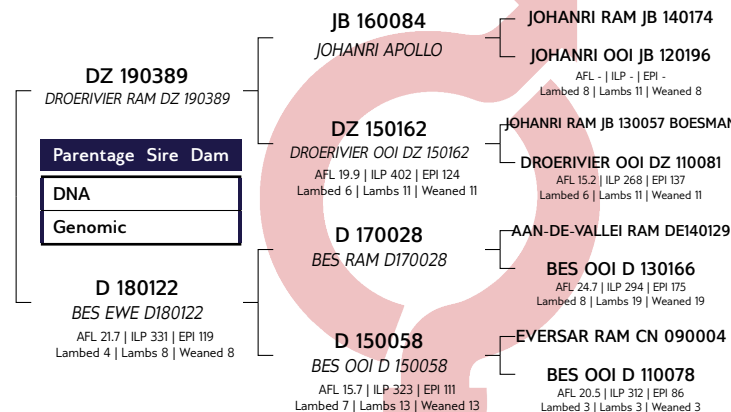 JB 160084
JOHANRI APOLLO
JOHANRI RAM JB 140174
JOHANRI OOI JB 120196
AFL - | ILP - | EPI -
Lambed 8 | Lambs 11 | Weaned 8
DZ 190389
DROERIVIER RAM DZ 190389
DZ 150162
DROERIVIER OOI DZ 150162
AFL 19.9 | ILP 402 | EPI 124
Lambed 6 | Lambs 11 | Weaned 11
JOHANRI RAM JB 130057 BOESMAN
DROERIVIER OOI DZ 110081
AFL 15.2 | ILP 268 | EPI 137
Lambed 6 | Lambs 11 | Weaned 11
Parentage Sire Dam
DNA
Genomic
D 180122
BES EWE D180122
AFL 21.7 | ILP 331 | EPI 119
Lambed 4 | Lambs 8 | Weaned 8
D 170028
BES RAM D170028
AAN-DE-VALLEI RAM DE140129
BES OOI D 130166
AFL 24.7 | ILP 294 | EPI 175
Lambed 8 | Lambs 19 | Weaned 19
D 150058
BES OOI D 150058
AFL 15.7 | ILP 323 | EPI 111
Lambed 7 | Lambs 13 | Weaned 13
EVERSAR RAM CN 090004
BES OOI D 110078
AFL 20.5 | ILP 312 | EPI 86
Lambed 3 | Lambs 3 | Weaned 3